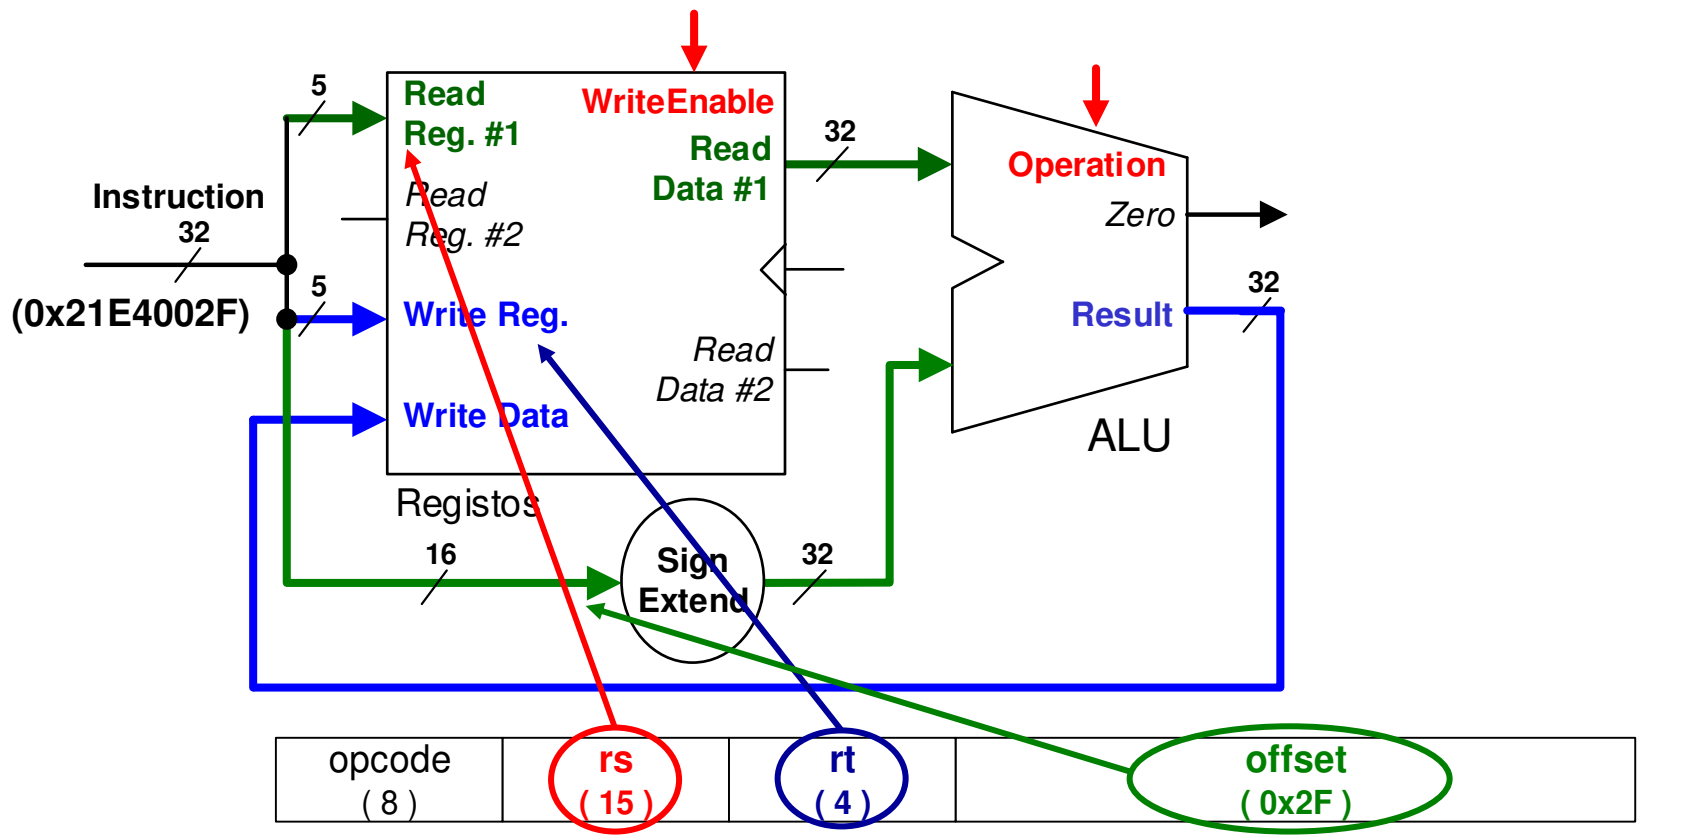 5
Read
Reg. #1
WriteEnable
Read
Data #1
32
Operation
Instruction
32
Read
Reg. #2
Zero
(0x21E4002F)
5
Write Reg.
Result
32
Read
Data #2
Write Data
ALU
Registos
16
Sign
Extend
32
opcode
( 8 )
rs
( 15 )
rt
( 4 )
offset
( 0x2F )